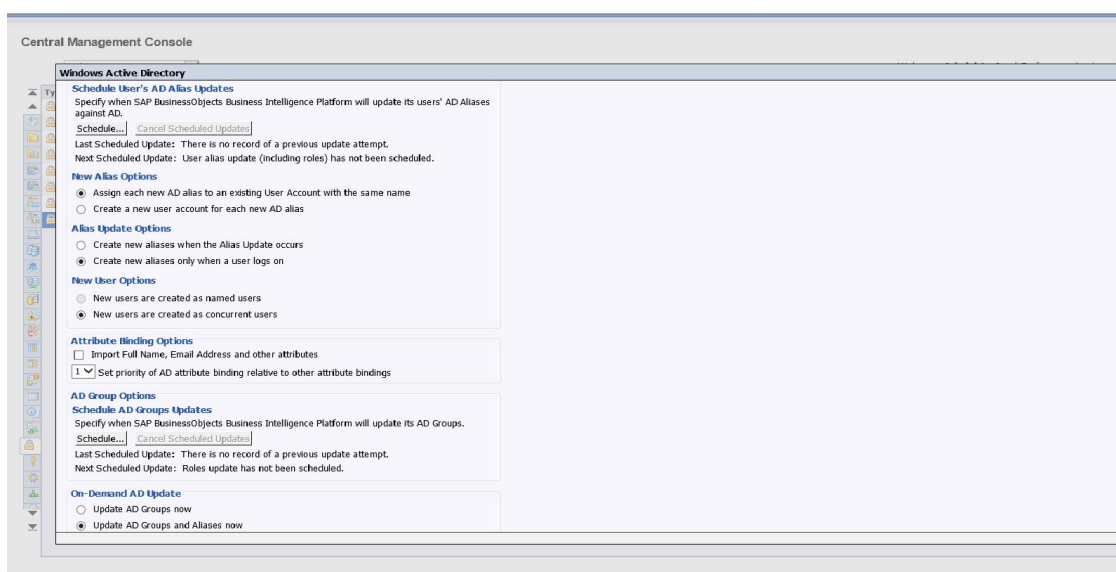 Central Management Console
Windows Active Directory
Ty
Schedule User's AD Alias Updates
Specify when SAP BusinessObjects Business Intelligence Platform will update its users' AD Aliases
against AD.
Schedule... Cancel Scheduled Updates
Last Scheduled Update: There is no record of a previous update attempt.
Next Scheduled Update: User alias update (including roles) has not been scheduled.
New Alias Options
Assign each new AD alias to an existing User Account with the same name
Create a new user account for each new AD alias
Alias Update Options
Create new aliases when the Alias Update occurs
Create new aliases only when a user logs on
New User Options
New users are created as named users
New users are created as concurrent users
Attribute Binding Options
Import Full Name, Email Address and other attributes
1 Set priority of AD attribute binding relative to other attribute bindings
AD Group Options
Schedule AD Groups Updates
Specify when SAP BusinessObjects Business Intelligence Platform will update its AD Groups.
Schedule... Cancel Scheduled Updates
Last Scheduled Update: There is no record of a previous update attempt.
Next Scheduled Update: Roles update has not been scheduled.
On-Demand AD Update
Update AD Groups now
Update AD Groups and Aliases now